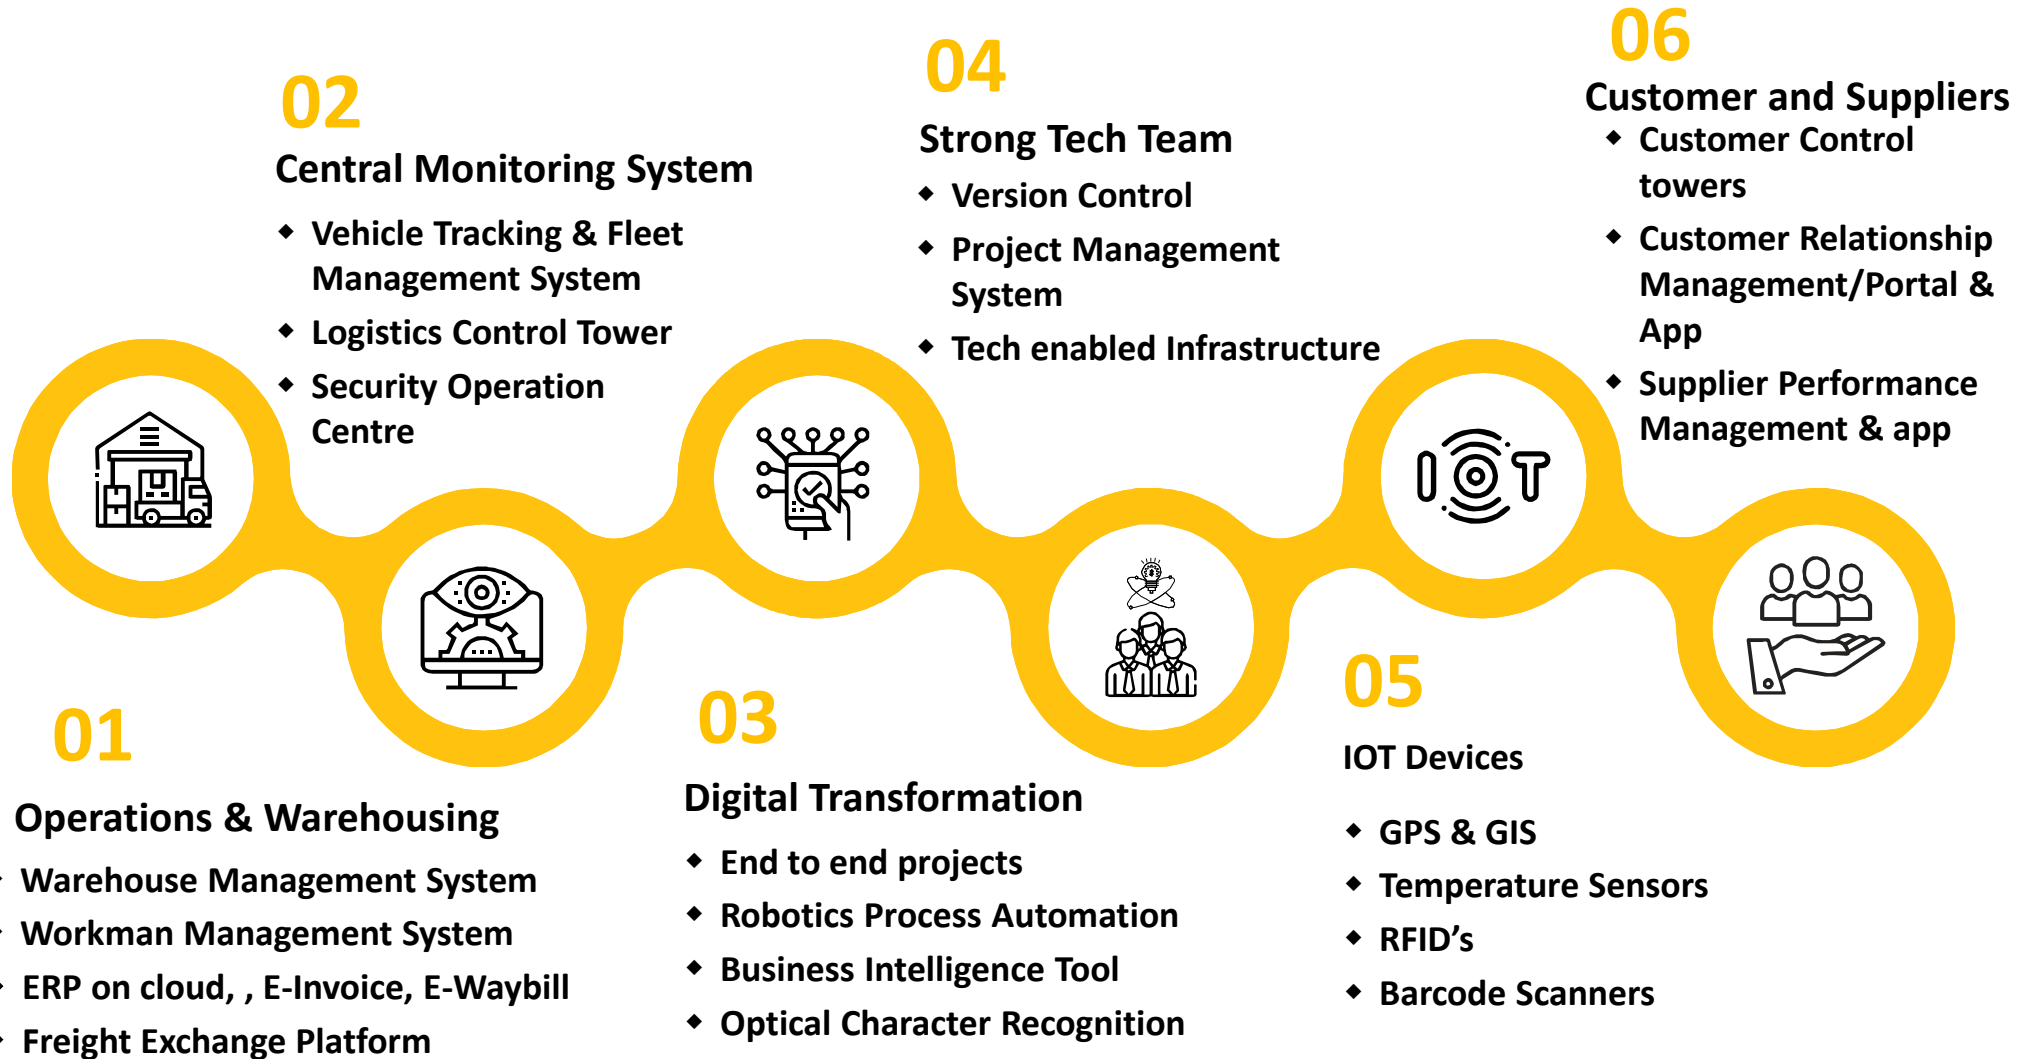 01
Operations & Warehousing
◆ Warehouse Management System
◆ Workman Management System
◆ ERP on cloud, , E-Invoice, E-Waybill
◆ Freight Exchange Platform
02
Central Monitoring System
◆ Vehicle Tracking & Fleet
Management System
◆ Logistics Control Tower
◆ Security Operation
Centre
03
Digital Transformation
◆ End to end projects
◆ Robotics Process Automation
◆ Business Intelligence Tool
◆ Optical Character Recognition
04
Strong Tech Team
◆ Version Control
◆ Project Management
System
◆ Tech enabled Infrastructure
IOT
05
IOT Devices
◆ GPS & GIS
◆ Temperature Sensors
◆ RFID’s
◆ Barcode Scanners
06
Customer and Suppliers
◆ Customer Control
towers
◆ Customer Relationship
Management/Portal &
App
◆ Supplier Performance
Management & app